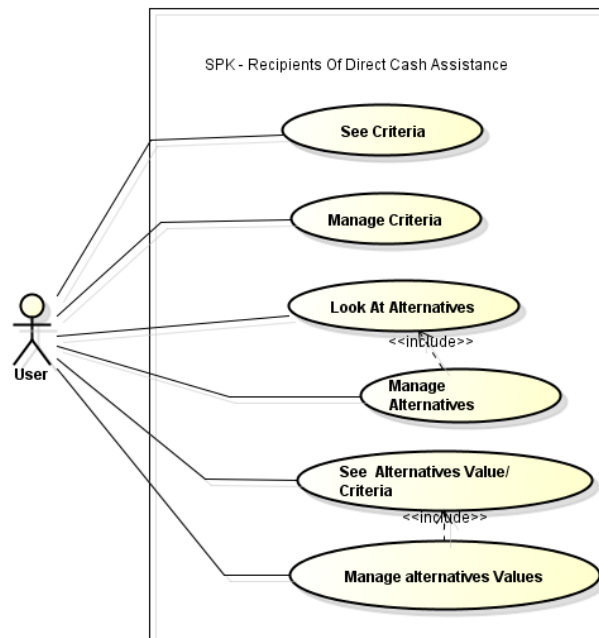 SPK - Recipients Of Direct Cash Assistance
See Criteria
Manage Criteria
Look At Alternatives
<<include>>
Manage
Alternatives
User
See Alternatives Value/
Criteria
<<include>>
Manage alternatives Values